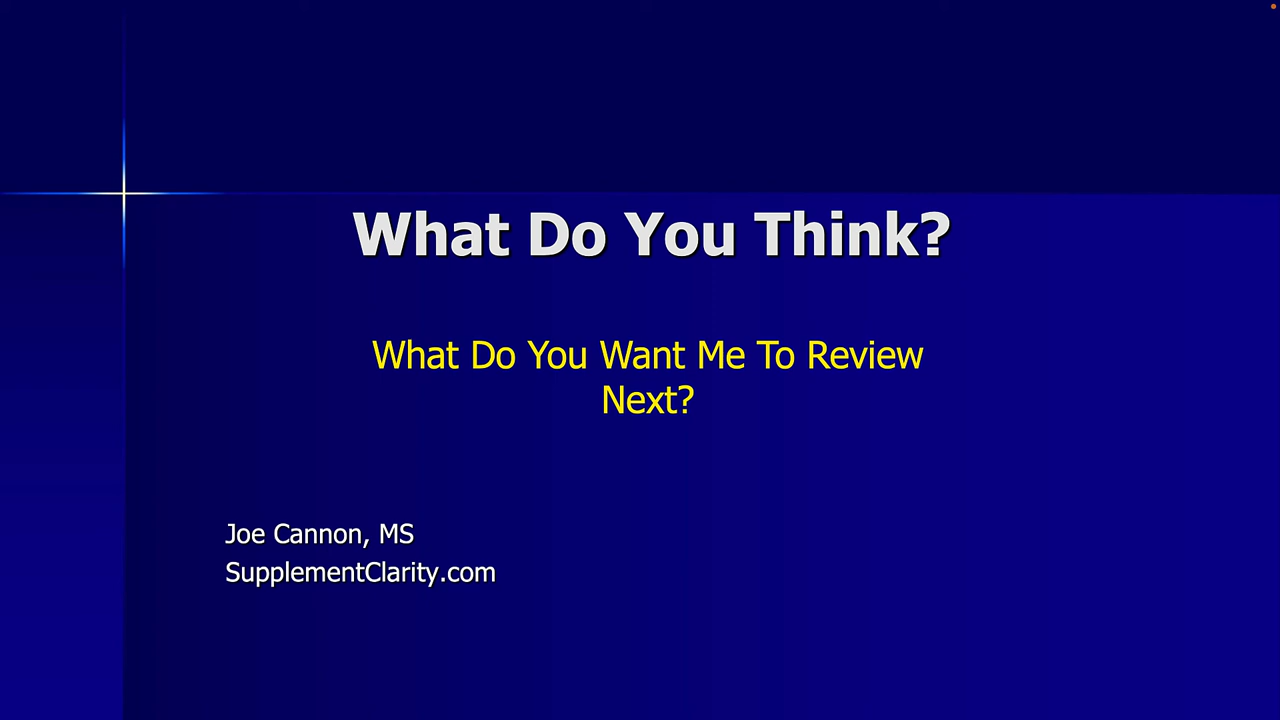 What Do You Think?
What Do You Want Me To Review
Next?
Joe Cannon, MS
SupplementClarity.com